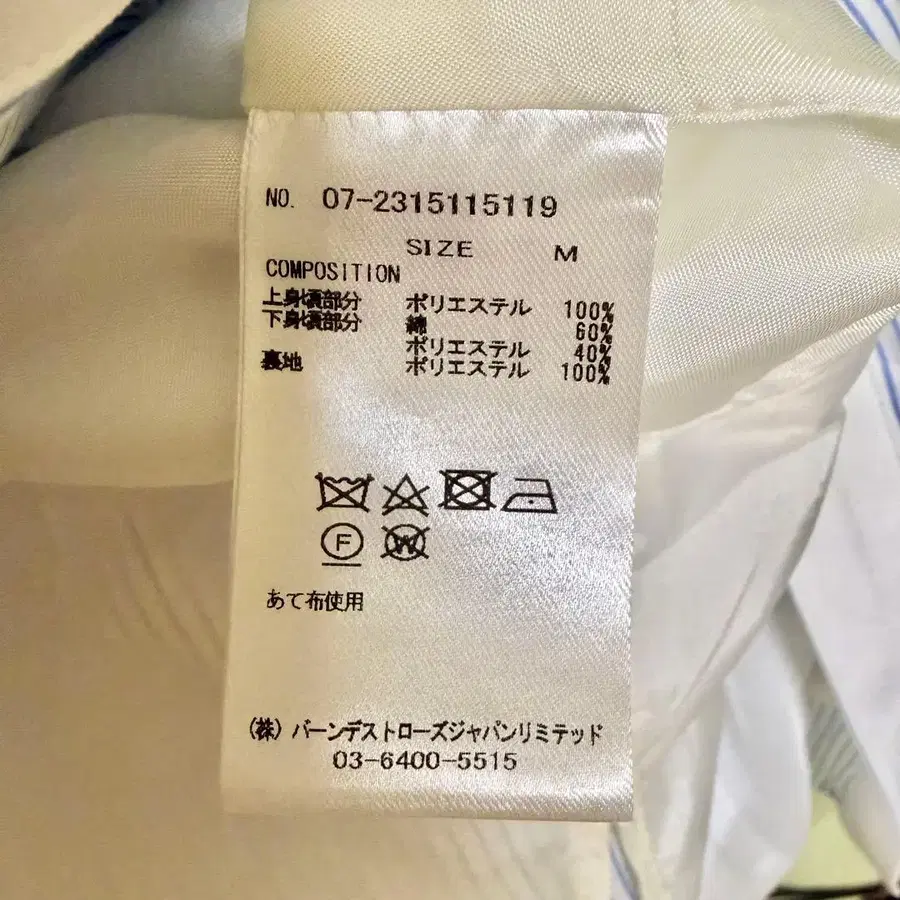 NO. 07-2315115119
SIZE M
COMPOSITION
上身頃部分 ポリエステル 100%
下身頃部分 綿 60%
ポリエステル 40%
裏地 ポリエステル 100%
F W
あて布使用
(株) バーンデストローズジャパンリミテッド
03-6400-5515